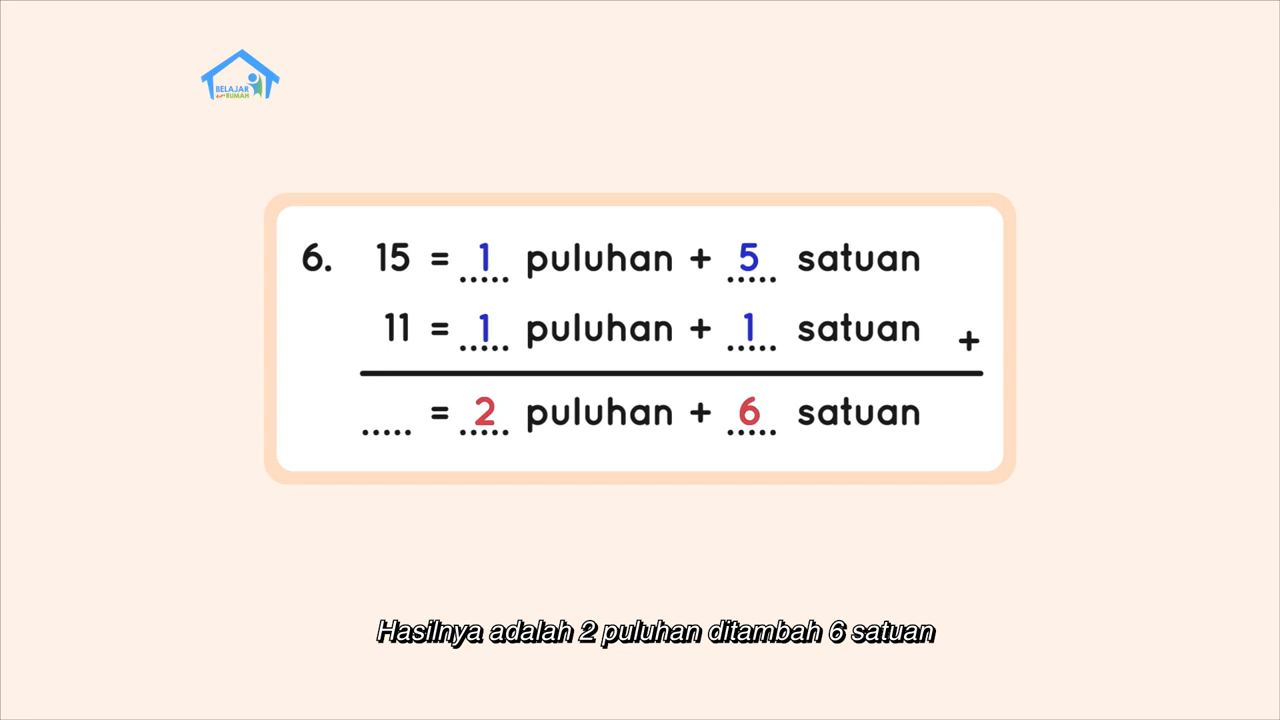 BELAJAR
dari RUMAH
6. 15 = 1 puluhan + 5 satuan
11 = 1 puluhan + 1 satuan +
..... = 2 puluhan + 6 satuan
Hasilnya adalah 2 puluhan ditambah 6 satuan